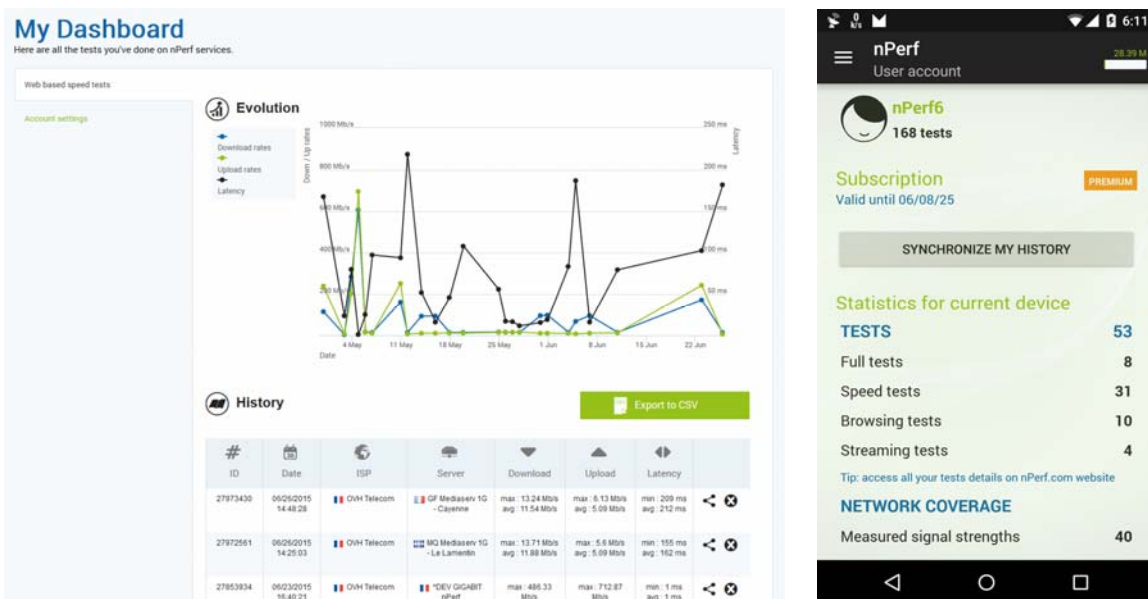 My Dashboard
Here are all the tests you've done on nPerf services.
Web based speed tests
Account settings
Evolution
Download rates
Upload rates
Latency
1000 Mb/s
800 Mb/s
600 Mb/s
400 Mb/s
200 Mb/s
Down / Up rates
250 ms
200 ms
150 ms
100 ms
50 ms
Latency
4 May
11 May
18 May
25 May
1 Jun
8 Jun
15 Jun
22 Jun
Date
History
Export to CSV
# ID
Date
ISP
Server
Download
Upload
Latency
27973430
06/26/2015
14:48:28
OVH Telecom
GF Mediaserv 1G
- Cayenne
max : 13.24 Mb/s
avg : 11.54 Mb/s
max : 6.13 Mb/s
avg : 5.09 Mb/s
min : 209 ms
avg : 212 ms
27972561
06/26/2015
14:25:03
OVH Telecom
MQ Mediaserv 1G
- Le Lamentin
max : 13.71 Mb/s
avg : 11.88 Mb/s
max : 5.6 Mb/s
avg : 5.09 Mb/s
min : 155 ms
avg : 162 ms
27853934
06/23/2015
16:40:21
OVH Telecom
*DEV GIGABIT
nPerf
max : 486.33
Mb/s
max : 712.87
Mb/s
min : 1 ms
avg : 1 ms
0
k/s
6:11
nPerf
User account
28.39 M
nPerf6
168 tests
Subscription
PREMIUM
Valid until 06/08/25
SYNCHRONIZE MY HISTORY
Statistics for current device
TESTS 53
Full tests 8
Speed tests 31
Browsing tests 10
Streaming tests 4
Tip: access all your tests details on nPerf.com website
NETWORK COVERAGE
Measured signal strengths 40